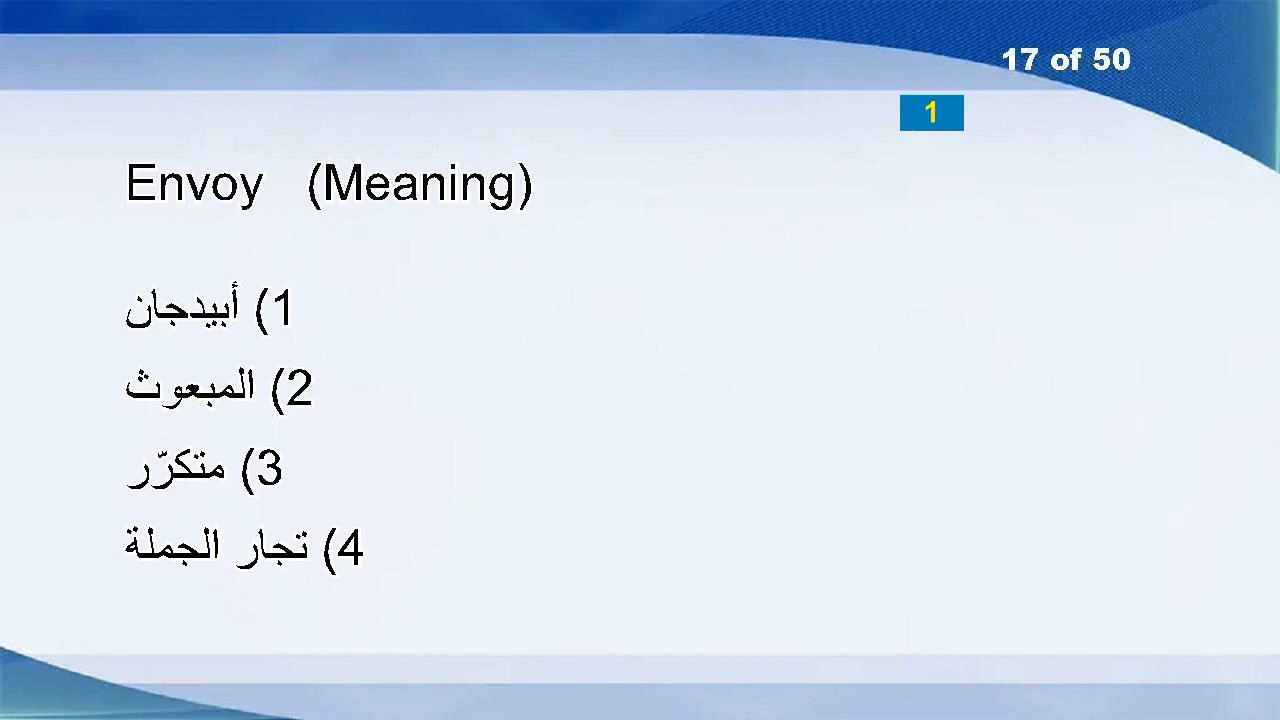 17 of 50
1
Envoy (Meaning)
1) أبيدجان
2) المبعوث
3) متكرّر
4) تجار الجملة